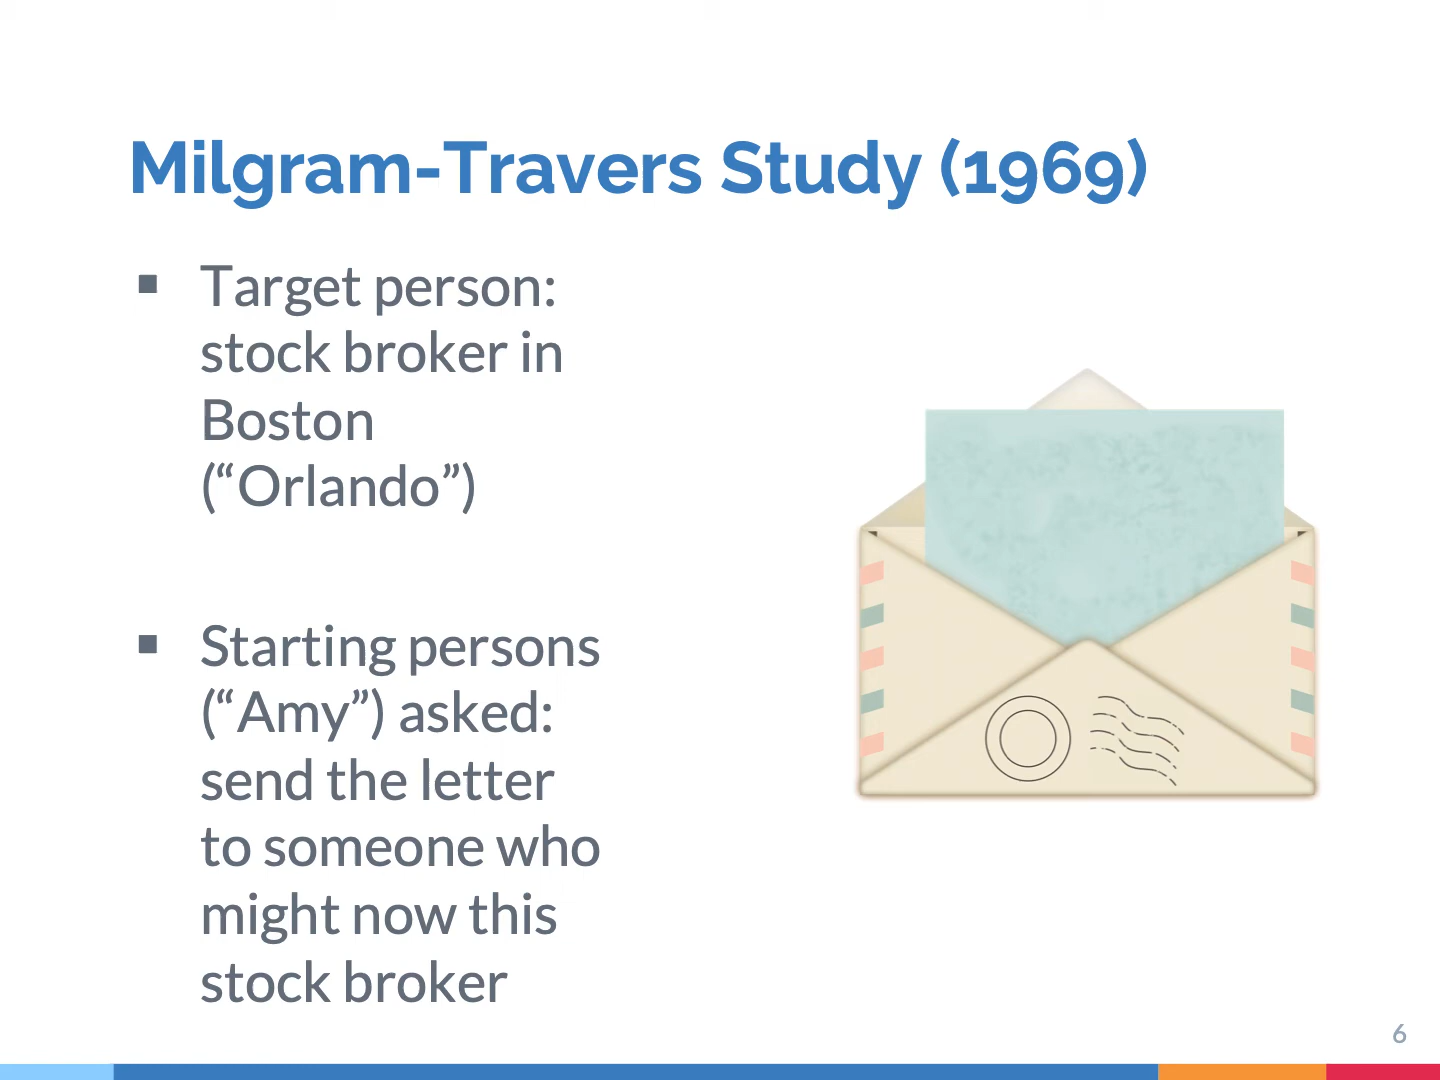 Milgram-Travers Study (1969)
▪ Target person:
stock broker in
Boston
(“Orlando”)
▪ Starting persons
(“Amy”) asked:
send the letter
to someone who
might now this
stock broker
6